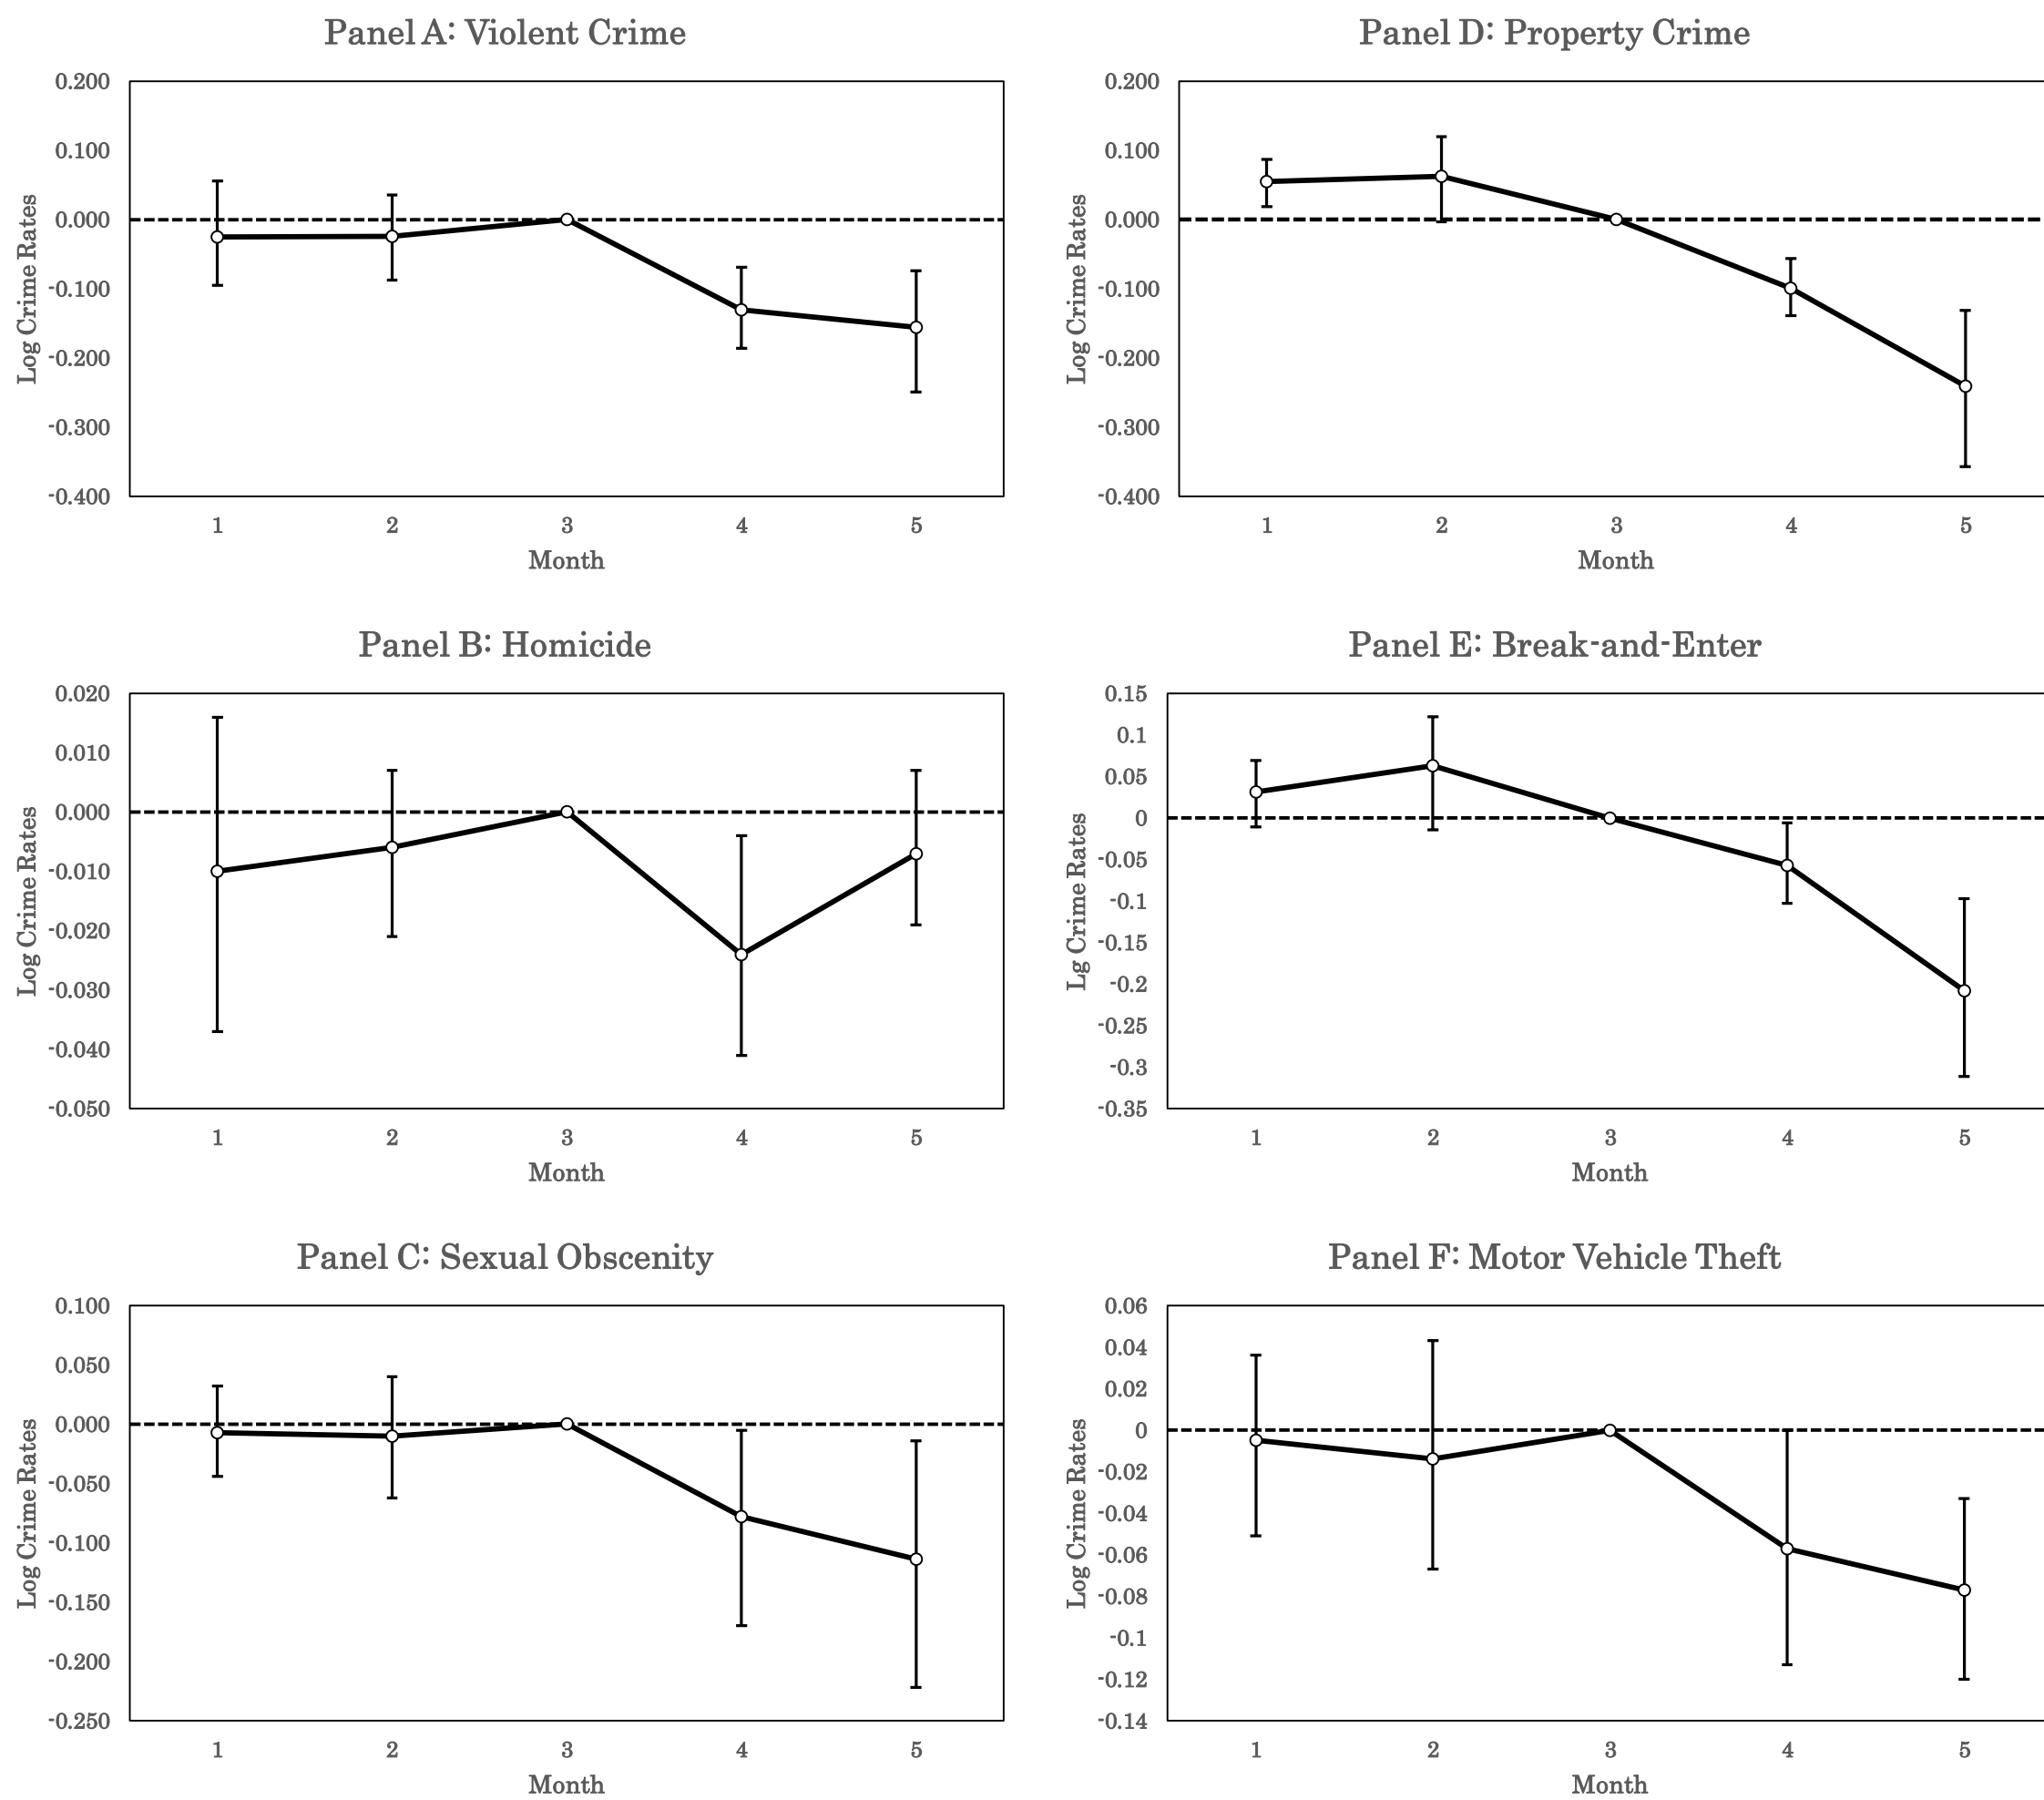 Panel A: Violent Crime
0.200
0.100
0.000
-0.100
-0.200
-0.300
-0.400
Log Crime Rates
1 2 3 4 5
Month
Panel D: Property Crime
0.200
0.100
0.000
-0.100
-0.200
-0.300
-0.400
Log Crime Rates
1 2 3 4 5
Month
Panel B: Homicide
0.020
0.010
0.000
-0.010
-0.020
-0.030
-0.040
-0.050
Log Crime Rates
1 2 3 4 5
Month
Panel E: Break-and-Enter
0.15
0.1
0.05
0
-0.05
-0.1
-0.15
-0.2
-0.25
-0.3
-0.35
Lg Crime Rates
1 2 3 4 5
Month
Panel C: Sexual Obscenity
0.100
0.050
0.000
-0.050
-0.100
-0.150
-0.200
-0.250
Log Crime Rates
1 2 3 4 5
Month
Panel F: Motor Vehicle Theft
0.06
0.04
0.02
0
-0.02
-0.04
-0.06
-0.08
-0.1
-0.12
-0.14
Log Crime Rates
1 2 3 4 5
Month